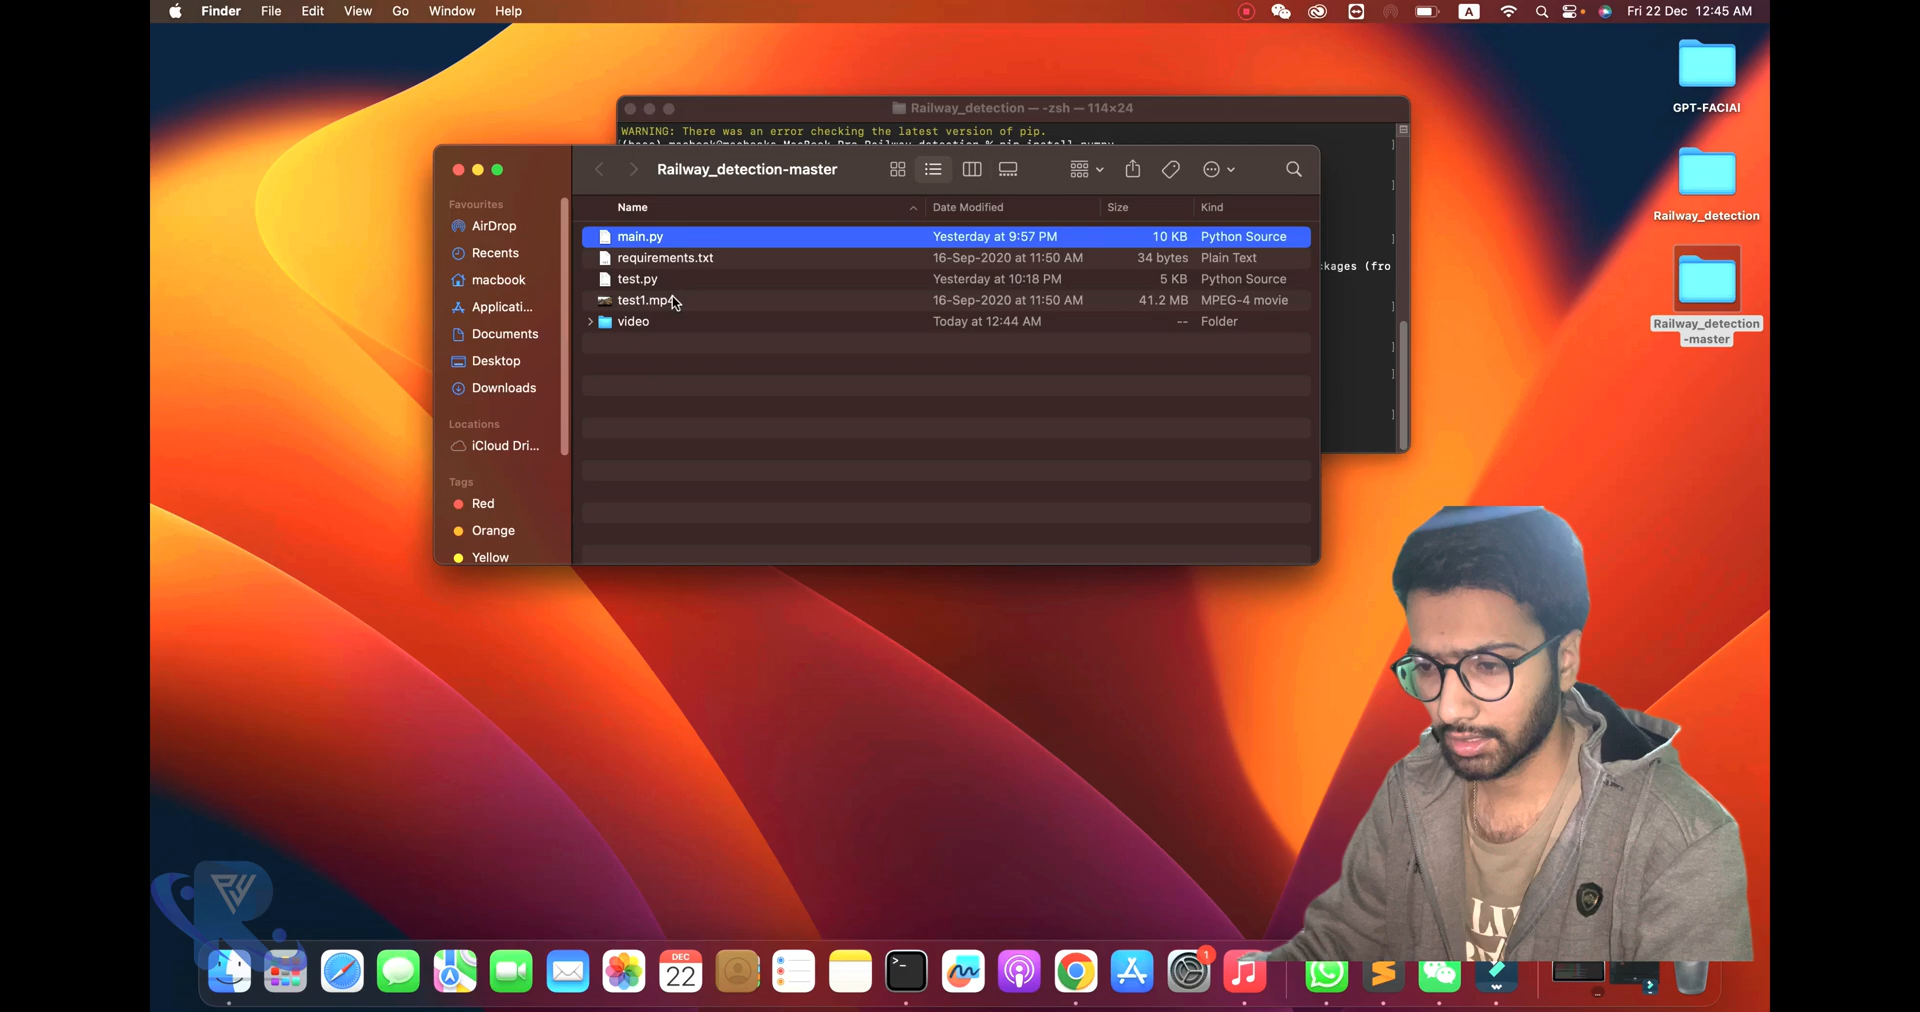 Finder File Edit View Go Window Help
A
Fri 22 Dec 12:45 AM
GPT-FACIAl
Railway_detection
Railway_detection
-master
Railway_detection — -zsh — 114×24
WARNING: There was an error checking the latest version of pip.
ckages (fro
Railway_detection-master
Favourites
AirDrop
Recents
macbook
Applicati...
Documents
Desktop
Downloads
Locations
iCloud Dri...
Tags
Red
Orange
Yellow
Name Date Modified Size Kind
main.py Yesterday at 9:57 PM 10 KB Python Source
requirements.txt 16-Sep-2020 at 11:50 AM 34 bytes Plain Text
test.py Yesterday at 10:18 PM 5 KB Python Source
test1.mp4 16-Sep-2020 at 11:50 AM 41.2 MB MPEG-4 movie
video Today at 12:44 AM -- Folder
DEC
22
1